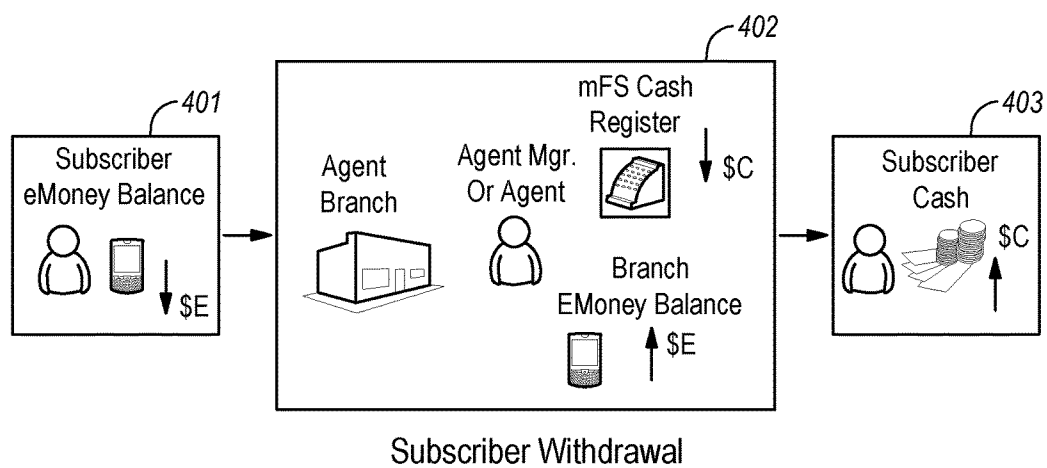 402
mFS Cash
Register
$C
401
Subscriber
eMoney Balance
$E
Agent
Branch
Agent Mgr.
Or Agent
Branch
EMoney Balance
$E
403
Subscriber
Cash
$C
Subscriber Withdrawal